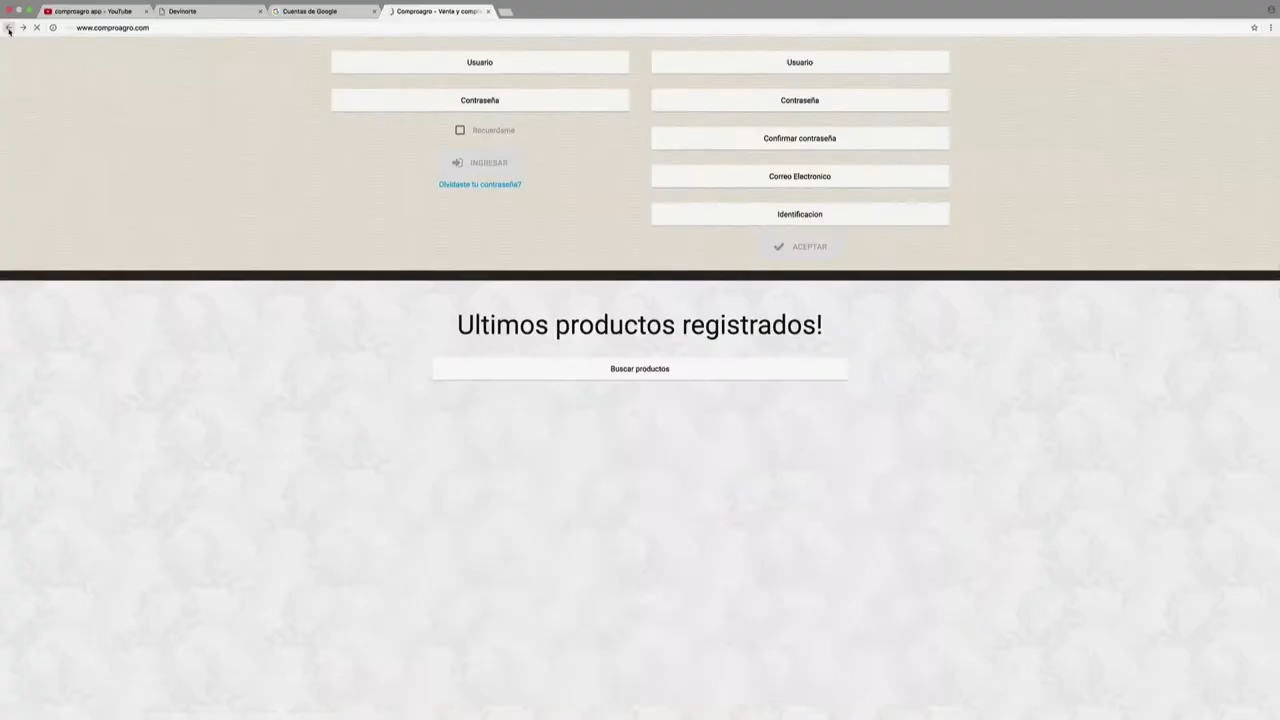 comproagro app - YouTube
Devinorte
Cuentas de Google
Comproagro - Venta y comp
www.comproagro.com
Usuario
Contraseña
Recuerdame
INGRESAR
Olvidaste tu contraseña?
Usuario
Contraseña
Confirmar contraseña
Correo Electronico
Identificacion
ACEPTAR
Ultimos productos registrados!
Buscar productos